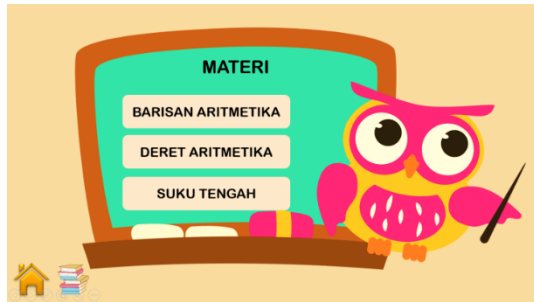 MATERI
BARISAN ARITMETIKA
DERET ARITMETIKA
SUKU TENGAH